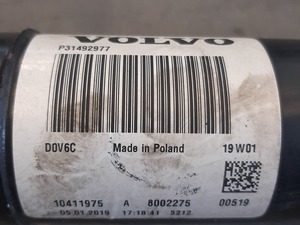 VOLVO
P31492977
D0V6C Made in Poland 19W01
10411975 A 8002275 00519
05.01.2019 17:18:41 5212